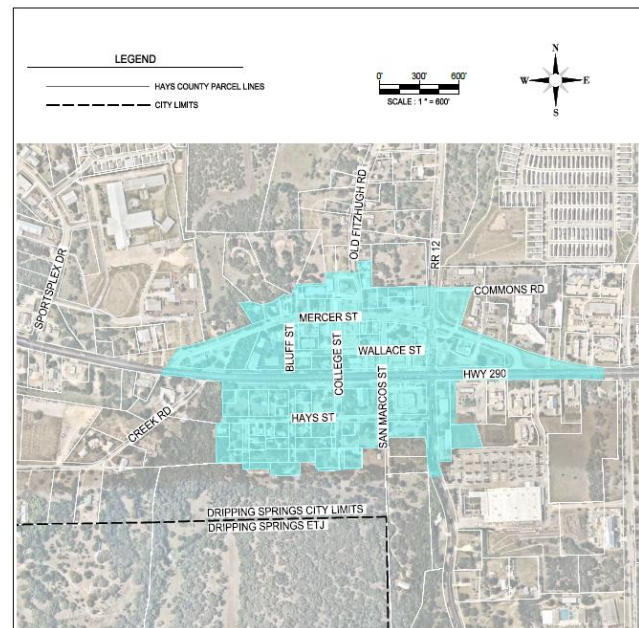 LEGEND
HAYS COUNTY PARCEL LINES
CITY LIMITS
0' 300' 600'
SCALE : 1 " = 600'
N
W E
S
OLD FITZHUGH RD
RR 12
SPORTSPLEX DR
COMMONS RD
MERCER ST
BLUFF ST
COLLEGE ST
WALLACE ST
SAN MARCOS ST
HWY 290
CREEK RD
HAYS ST
DRIPPING SPRINGS CITY LIMITS
DRIPPING SPRINGS ETJ